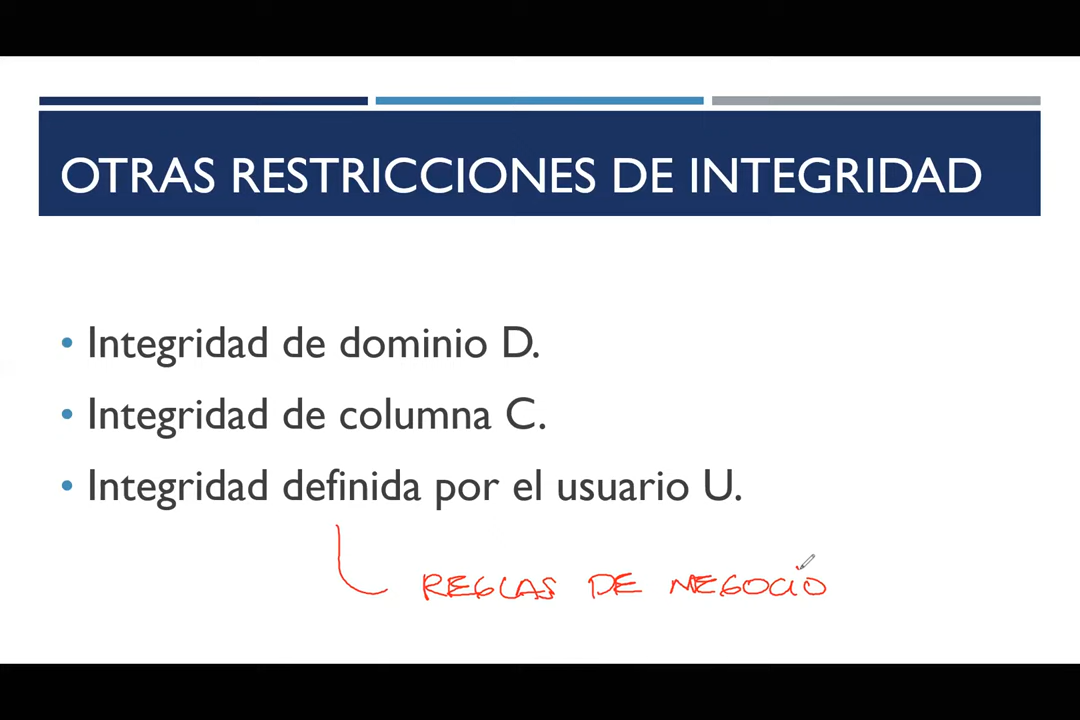 OTRAS RESTRICCIONES DE INTEGRIDAD
• Integridad de dominio D.
• Integridad de columna C.
• Integridad definida por el usuario U.
REGLAS DE NEGOCIO